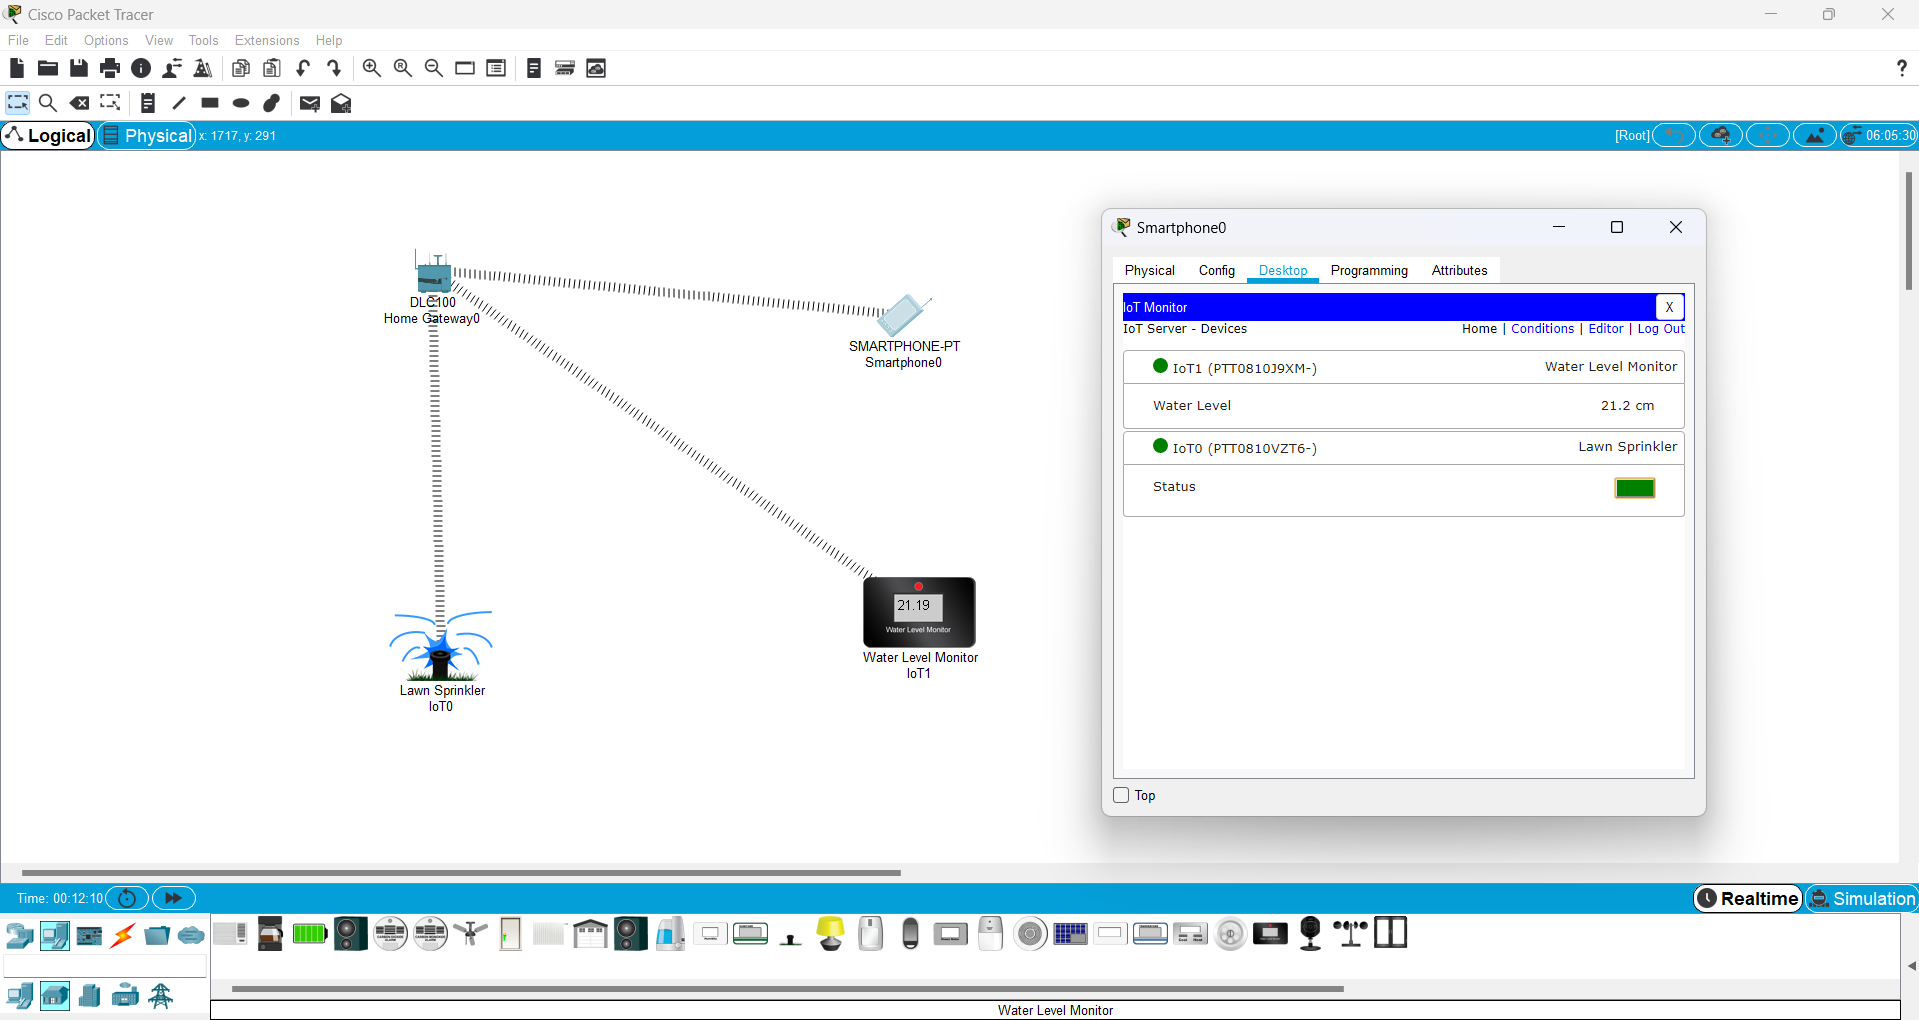 Cisco Packet Tracer
File Edit Options View Tools Extensions Help
?
Logical Physical x: 1717, y: 291 [Root] 06:05:30
DLC100
Home Gateway0
SMARTPHONE-PT
Smartphone0
21.19
Water Level Monitor
Water Level Monitor
IoT1
Lawn Sprinkler
IoT0
Smartphone0
Physical Config Desktop Programming Attributes
IoT Monitor X
IoT Server - Devices Home | Conditions | Editor | Log Out
IoT1 (PTT0810J9XM-) Water Level Monitor
Water Level 21.2 cm
IoT0 (PTT0810VZT6-) Lawn Sprinkler
Status
Top
Time: 00:12:10 Realtime Simulation
Water Level Monitor